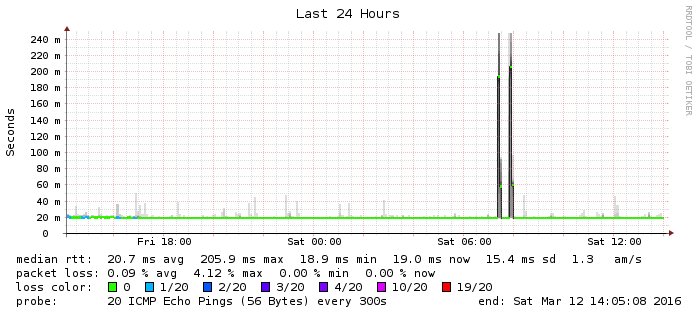 Last 24 Hours
RRDTOOL / TOBI OETIKER
Seconds
240 m
220 m
200 m
180 m
160 m
140 m
120 m
100 m
80 m
60 m
40 m
20 m
0
Fri 18:00 Sat 00:00 Sat 06:00 Sat 12:00
median rtt: 20.7 ms avg 205.9 ms max 18.9 ms min 19.0 ms now 15.4 ms sd 1.3 am/s
packet loss: 0.09 % avg 4.12 % max 0.00 % min 0.00 % now
loss color: 0 1/20 2/20 3/20 4/20 10/20 19/20
probe: 20 ICMP Echo Pings (56 Bytes) every 300s end: Sat Mar 12 14:05:08 2016